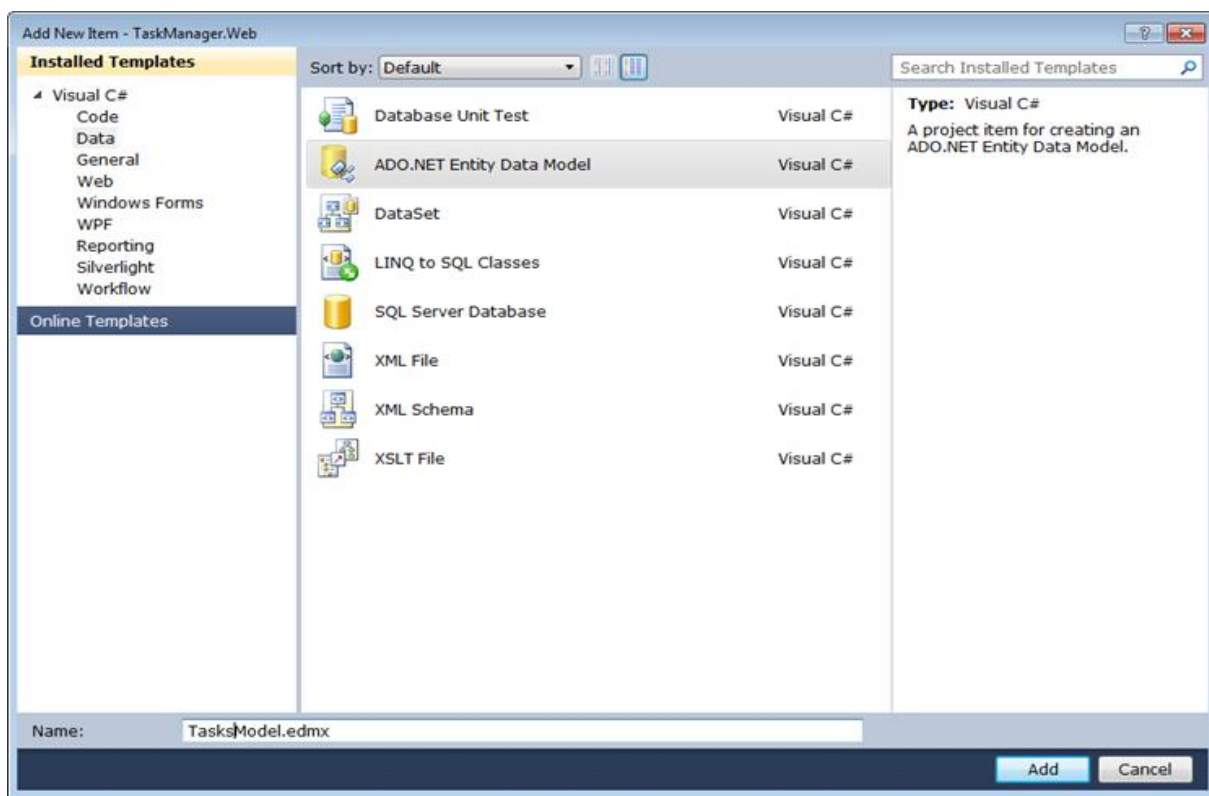 Add New Item - TaskManager.Web
Installed Templates
Visual C#
Code
Data
General
Web
Windows Forms
WPF
Reporting
Silverlight
Workflow
Online Templates
Sort by: Default
Database Unit Test Visual C#
ADO.NET Entity Data Model Visual C#
DataSet Visual C#
LINQ to SQL Classes Visual C#
SQL Server Database Visual C#
XML File Visual C#
XML Schema Visual C#
XSLT File Visual C#
Search Installed Templates
Type: Visual C#
A project item for creating an
ADO.NET Entity Data Model.
Name: TasksModel.edmx
Add Cancel